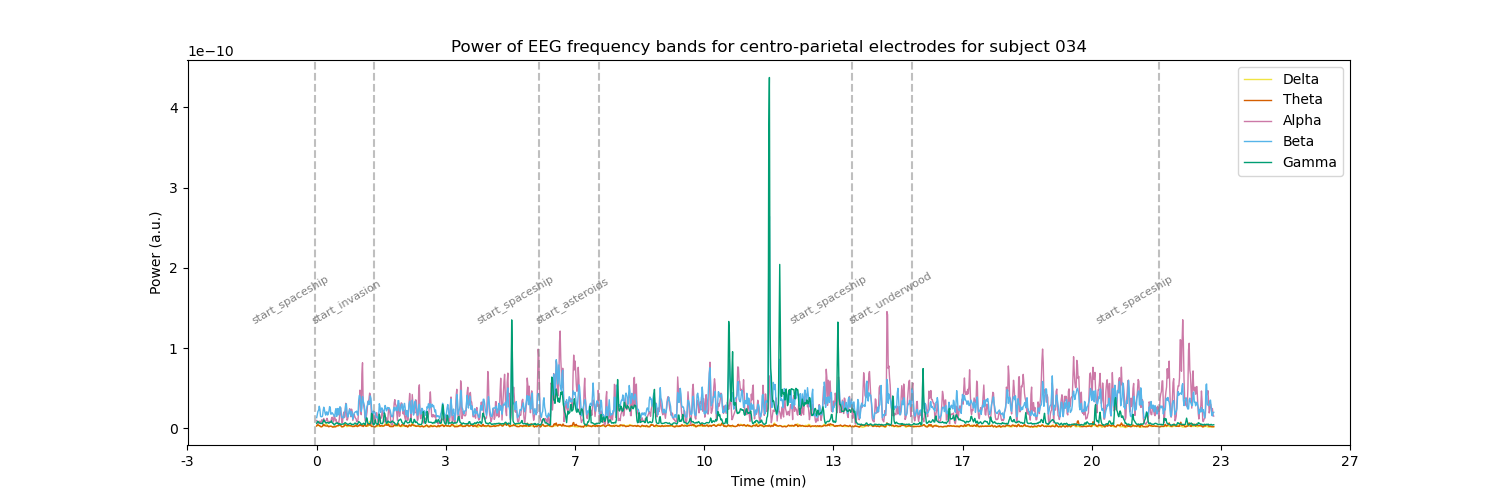 Power of EEG frequency bands for centro-parietal electrodes for subject 034
1e−10
Delta
Theta
Alpha
Beta
Gamma
4
3
2
1
0
Power (a.u.)
start_spaceship
start_invasion
start_spaceship
start_asteroids
start_spaceship
start_underwood
start_spaceship
-3 0 3 7 10 13 17 20 23 27
Time (min)